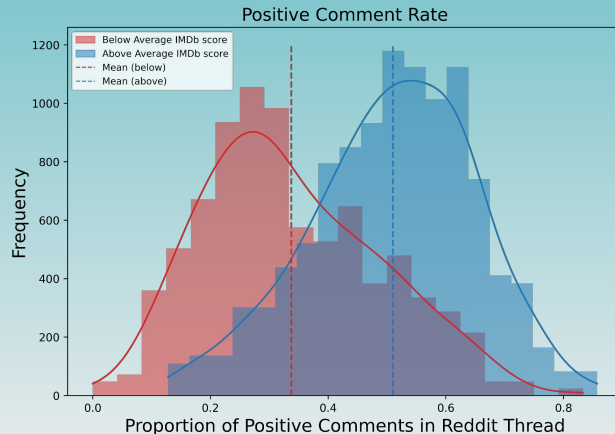 Positive Comment Rate
Below Average IMDb score
Above Average IMDb score
Mean (below)
Mean (above)
1200
1000
800
600
400
200
0
Frequency
0.0 0.2 0.4 0.6 0.8
Proportion of Positive Comments in Reddit Thread